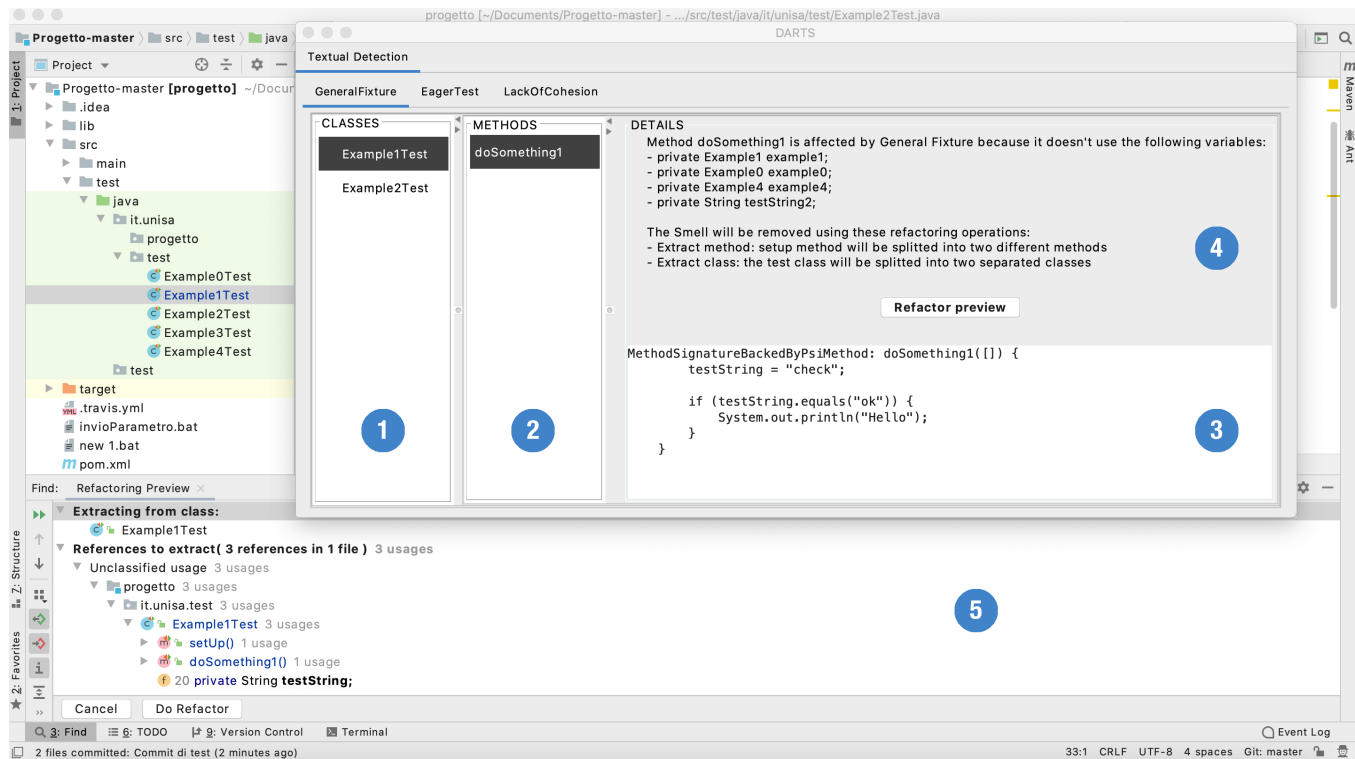 progetto [~/Documents/Progetto-master] - .../src/test/java/it/unisa/test/Example2Test.java
Progetto-master src test java
DARTS
Textual Detection
GeneralFixture EagerTest LackOfCohesion
1: Project
Project
Progetto-master [progetto] ~/Docum
.idea
lib
src
main
test
java
it.unisa
progetto
test
Example0Test
Example1Test
Example2Test
Example3Test
Example4Test
test
target
.travis.yml
invioParametro.bat
new 1.bat
pom.xml
CLASSES
Example1Test
Example2Test
1
METHODS
doSomething1
2
DETAILS
Method doSomething1 is affected by General Fixture because it doesn't use the following variables:
- private Example1 example1;
- private Example0 example0;
- private Example4 example4;
- private String testString2;
The Smell will be removed using these refactoring operations:
- Extract method: setup method will be splitted into two different methods
- Extract class: the test class will be splitted into two separated classes
4
Refactor preview
MethodSignatureBackedByPsiMethod: doSomething1([]) {
testString = "check";
if (testString.equals("ok")) {
System.out.println("Hello");
}
}
3
m Maven
Ant
Find: Refactoring Preview
Extracting from class:
Example1Test
References to extract( 3 references in 1 file ) 3 usages
Unclassified usage 3 usages
progetto 3 usages
it.unisa.test 3 usages
Example1Test 3 usages
setUp() 1 usage
doSomething1() 1 usage
20 private String testString;
5
Z: Structure
2: Favorites
Cancel Do Refactor
3: Find 6: TODO 9: Version Control Terminal Event Log
2 files committed: Commit di test (2 minutes ago) 33:1 CRLF UTF-8 4 spaces Git: master